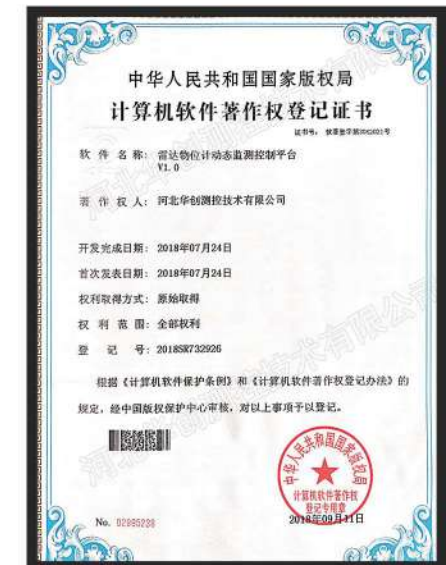 中华人民共和国国家版权局
计算机软件著作权登记证书
软件名称: 雷达物位计动态监测控制平台
V1.0
著作权人: 河北华创测控技术有限公司
开发完成日期: 2018年07月24日
首次发表日期: 2018年07月24日
权利取得方式: 原始取得
权利范围: 全部权利
登记号: 2018SR732926
根据《计算机软件保护条例》和《计算机软件著作权登记办法》的
规定，经中国版权保护中心审核，对以上事项予以登记。
中华人民共和国国家版权局
计算机软件著作权
登记专用章
No. 02995238
2018年09月11日